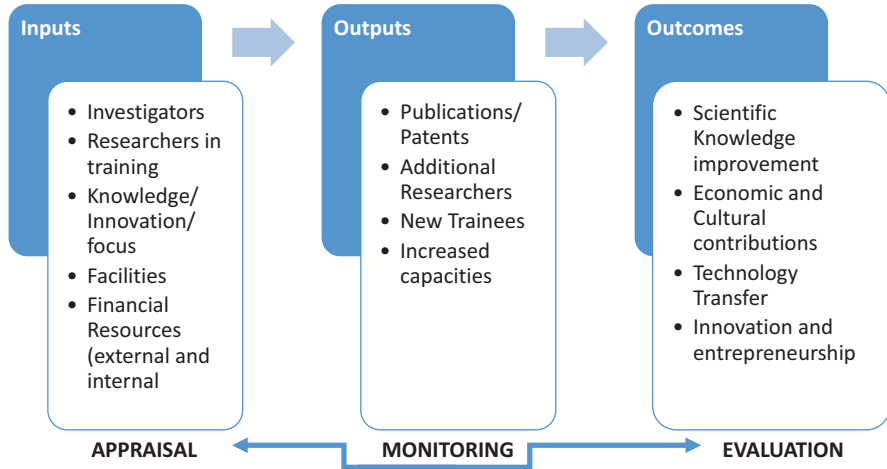 Inputs
• Investigators
• Researchers in
training
• Knowledge/
Innovation/
focus
• Facilities
• Financial
Resources
(external and
internal
Outputs
• Publications/
Patents
• Additional
Researchers
• New Trainees
• Increased
capacities
Outcomes
• Scientific
Knowledge
improvement
• Economic and
Cultural
contributions
• Technology
Transfer
• Innovation and
entrepreneurship
APPRAISAL
MONITORING
EVALUATION